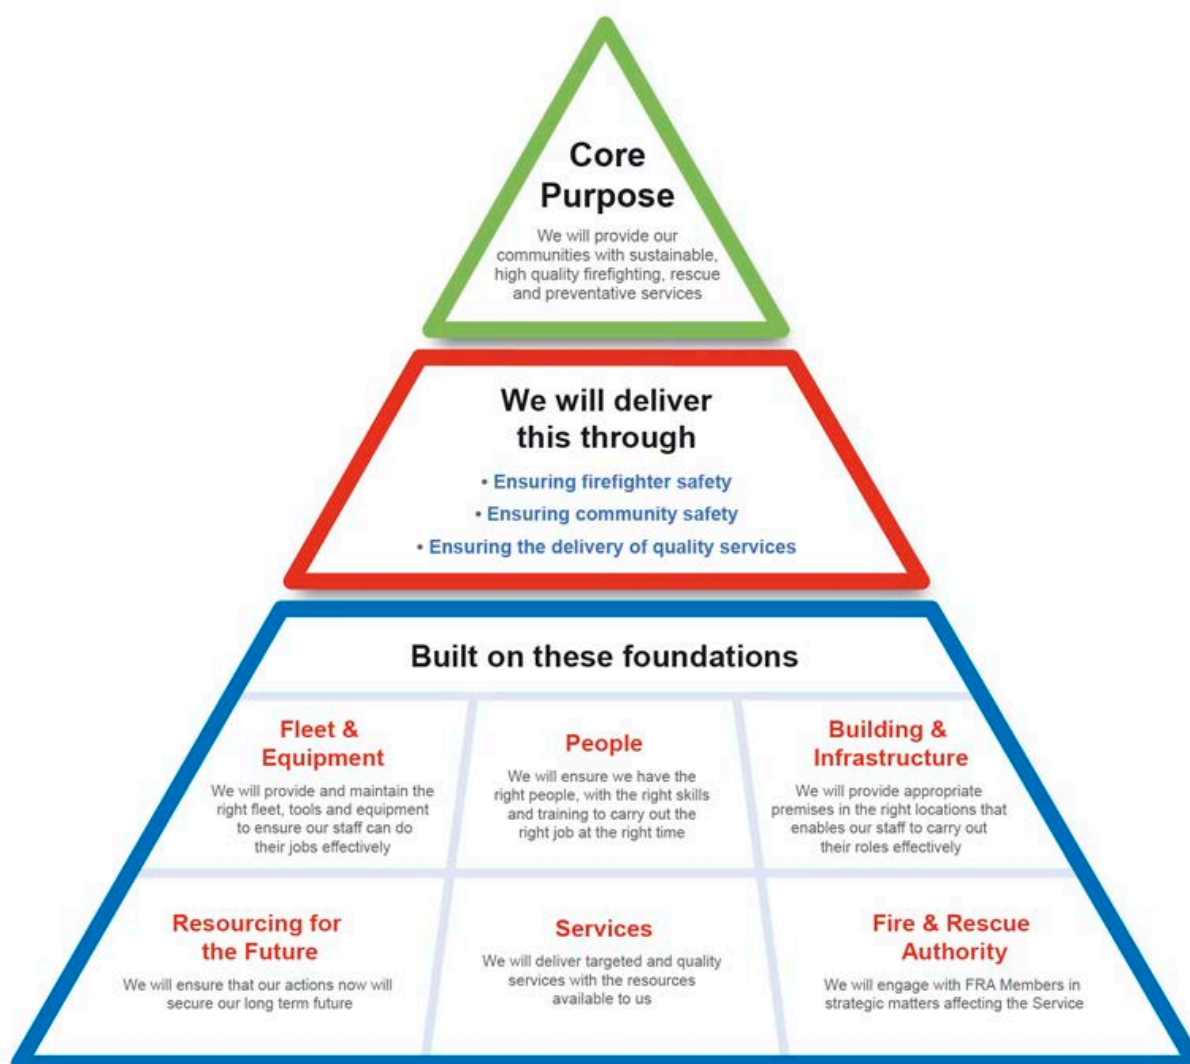 Core
Purpose
We will provide our
communities with sustainable,
high quality firefighting, rescue
and preventative services
We will deliver
this through
• Ensuring firefighter safety
• Ensuring community safety
• Ensuring the delivery of quality services
Built on these foundations
Fleet &
Equipment
We will provide and maintain the
right fleet, tools and equipment
to ensure our staff can do
their jobs effectively
People
We will ensure we have the
right people, with the right skills
and training to carry out the
right job at the right time
Building &
Infrastructure
We will provide appropriate
premises in the right locations that
enables our staff to carry out
their roles effectively
Resourcing for
the Future
We will ensure that our actions now will
secure our long term future
Services
We will deliver targeted and quality
services with the resources
available to us
Fire & Rescue
Authority
We will engage with FRA Members in
strategic matters affecting the Service